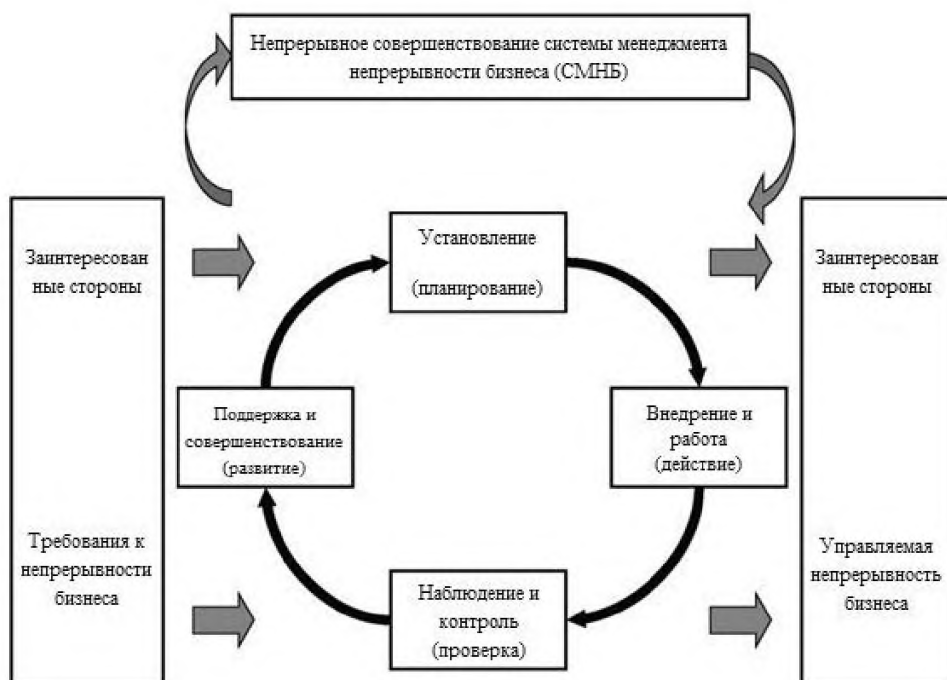 Непрерывное совершенствование системы менеджмента
непрерывности бизнеса (СМНБ)
Заинтересован
ные стороны
Требования к
непрерывности
бизнеса
Установление
(планирование)
Поддержка и
совершенствование
(развитие)
Внедрение и
работа
(действие)
Наблюдение и
контроль
(проверка)
Заинтересован
ные стороны
Управляемая
непрерывность
бизнеса